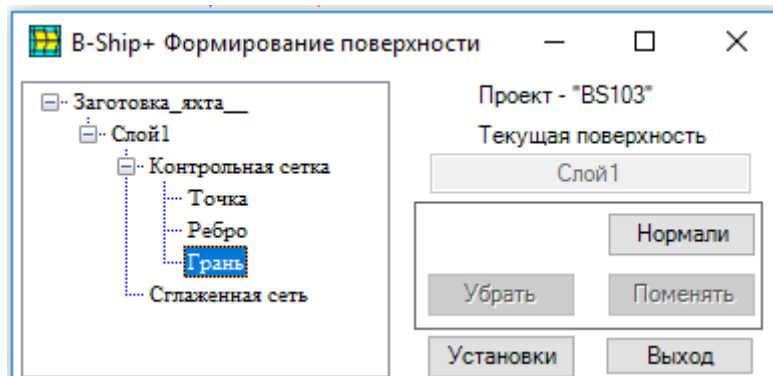 B-Ship+ Формирование поверхности
Заготовка_яхта__
Слой1
Контрольная сетка
Точка
Ребро
Грань
Сглаженная сеть
Проект - "BS103"
Текущая поверхность
Слой1
Нормали
Убрать
Поменять
Установки
Выход